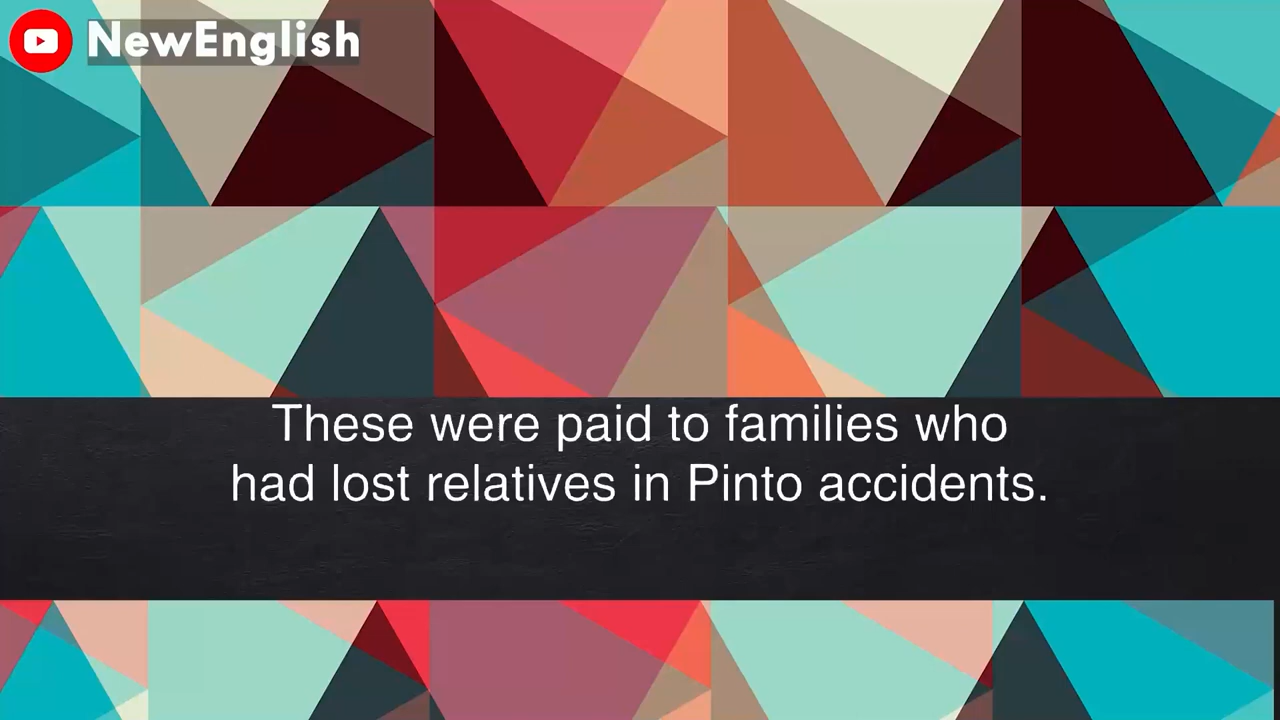 NewEnglish
These were paid to families who
had lost relatives in Pinto accidents.